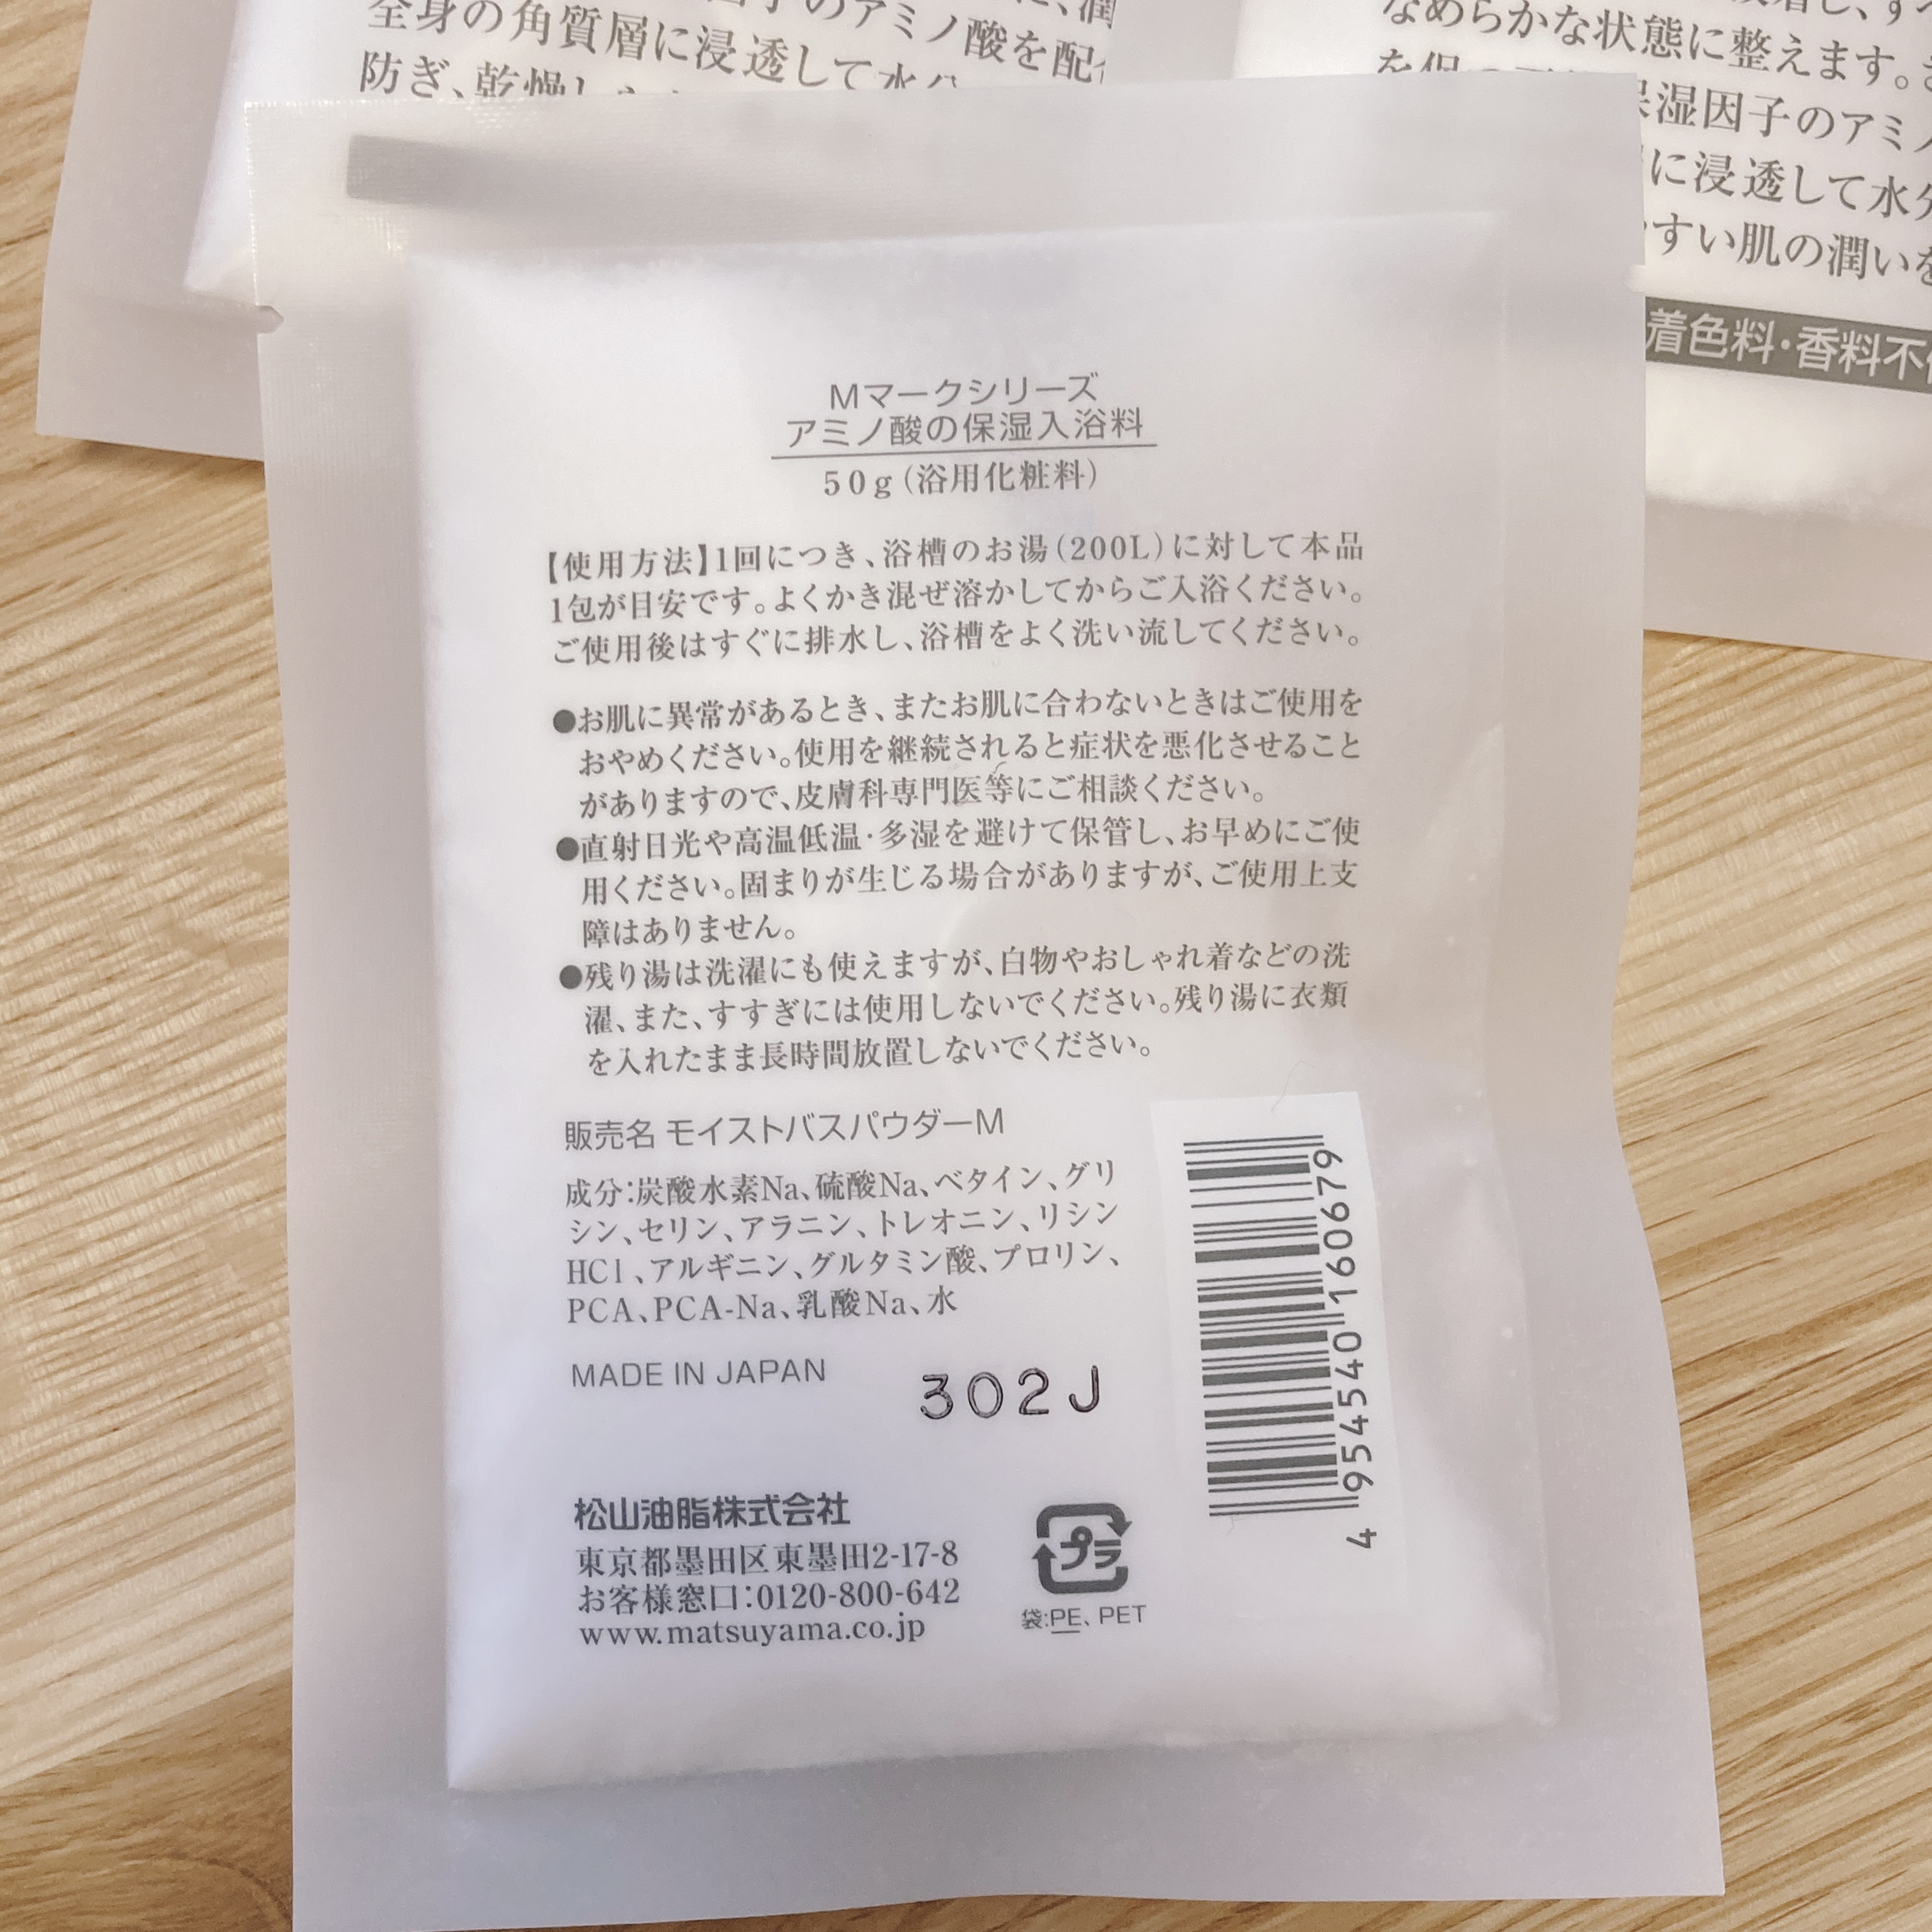 全身の角質層に浸透して水分
防ぎ、乾燥し
のアミノ酸を配
なめらかな状態に整えます。
保湿因子のアミノ
に浸透して水分
すい肌の潤いを
着色料・香料不
Mマークシリーズ
アミノ酸の保湿入浴料
50g(浴用化粧料)
【使用方法】1回につき、浴槽のお湯(200L)に対して本品
1包が目安です。よくかき混ぜ溶かしてからご入浴ください。
ご使用後はすぐに排水し、浴槽をよく洗い流してください。
●お肌に異常があるとき、またお肌に合わないときはご使用を
おやめください。使用を継続されると症状を悪化させること
がありますので、皮膚科専門医等にご相談ください。
●直射日光や高温低温・多湿を避けて保管し、お早めにご使
用ください。固まりが生じる場合がありますが、ご使用上支
障はありません。
●残り湯は洗濯にも使えますが、白物やおしゃれ着などの洗
濯、また、すすぎには使用しないでください。残り湯に衣類
を入れたまま長時間放置しないでください。
販売名 モイストバスパウダーM
成分:炭酸水素Na、硫酸Na、ベタイン、グリ
シン、セリン、アラニン、トレオニン、リシン
HCl、アルギニン、グルタミン酸、プロリン、
PCA、PCA-Na、乳酸Na、水
MADE IN JAPAN
302J
4 954540 160679
松山油脂株式会社
東京都墨田区東墨田2-17-8
お客様窓口:0120-800-642
www.matsuyama.co.jp
プラ
袋:PE、PET